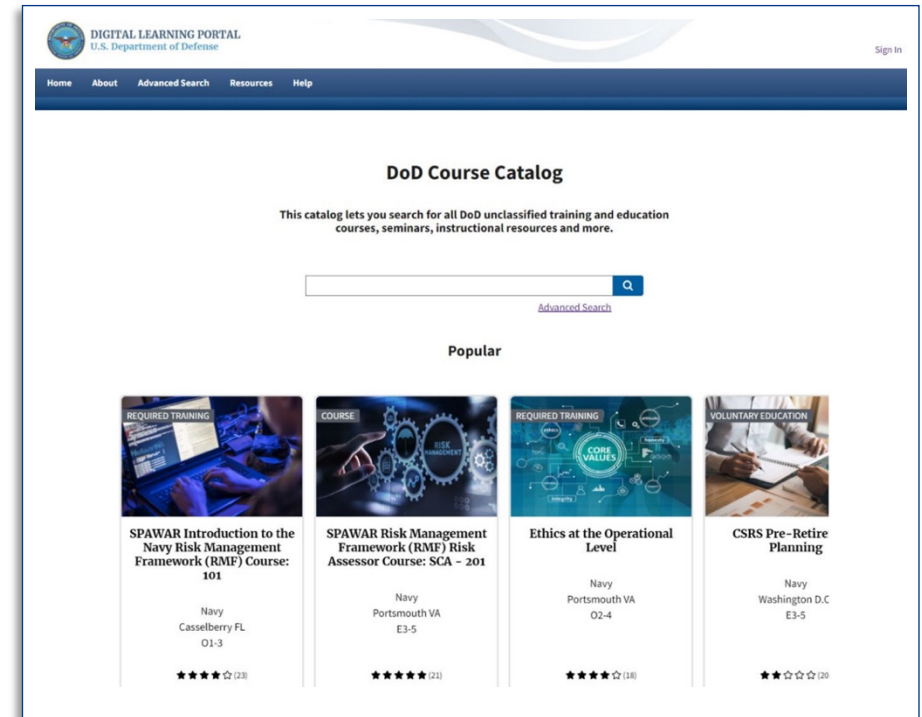 DIGITAL LEARNING PORTAL
U.S. Department of Defense
Sign In
Home About Advanced Search Resources Help
DoD Course Catalog
This catalog lets you search for all DoD unclassified training and education
courses, seminars, instructional resources and more.
Advanced Search
Popular
REQUIRED TRAINING
SPAWAR Introduction to the
Navy Risk Management
Framework (RMF) Course:
101
Navy
Casselberry FL
O1-3
(23)
COURSE
RISK
MANAGEMENT
SPAWAR Risk Management
Framework (RMF) Risk
Assessor Course: SCA - 201
Navy
Portsmouth VA
E3-5
(21)
REQUIRED TRAINING
ethics
CORE
VALUES
integrity
Ethics at the Operational
Level
Navy
Portsmouth VA
O2-4
(18)
VOLUNTARY EDUCATION
CSRS Pre-Retire
Planning
Navy
Washington D.C
E3-5
(20